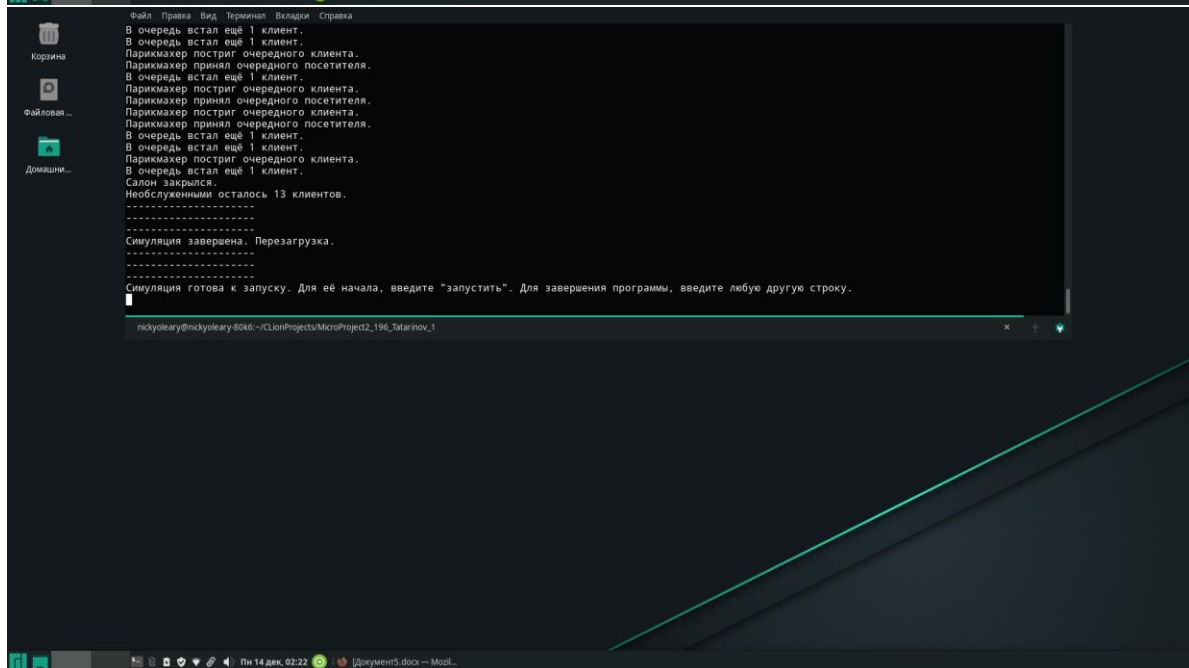 Файл Правка Вид Терминал Вкладки Справка
В очередь встал ещё 1 клиент.
В очередь встал ещё 1 клиент.
Парикмахер постриг очередного клиента.
Парикмахер принял очередного посетителя.
В очередь встал ещё 1 клиент.
Парикмахер постриг очередного клиента.
Парикмахер принял очередного посетителя.
Парикмахер постриг очередного клиента.
Парикмахер принял очередного посетителя.
В очередь встал ещё 1 клиент.
В очередь встал ещё 1 клиент.
Парикмахер постриг очередного клиента.
В очередь встал ещё 1 клиент.
Салон закрылся.
Необслуженными осталось 13 клиентов.
---------------------
---------------------
---------------------
Симуляция завершена. Перезагрузка.
---------------------
---------------------
---------------------
Симуляция готова к запуску. Для её начала, введите "запустить". Для завершения программы, введите любую другую строку.
nickyoleary@nickyoleary-80k6:~/CLionProjects/MicroProject2_196_Tatarinov_1
Корзина
Файловая ...
Домашни...
Пн 14 дек, 02:22
[Документ5.docx — Mozil...